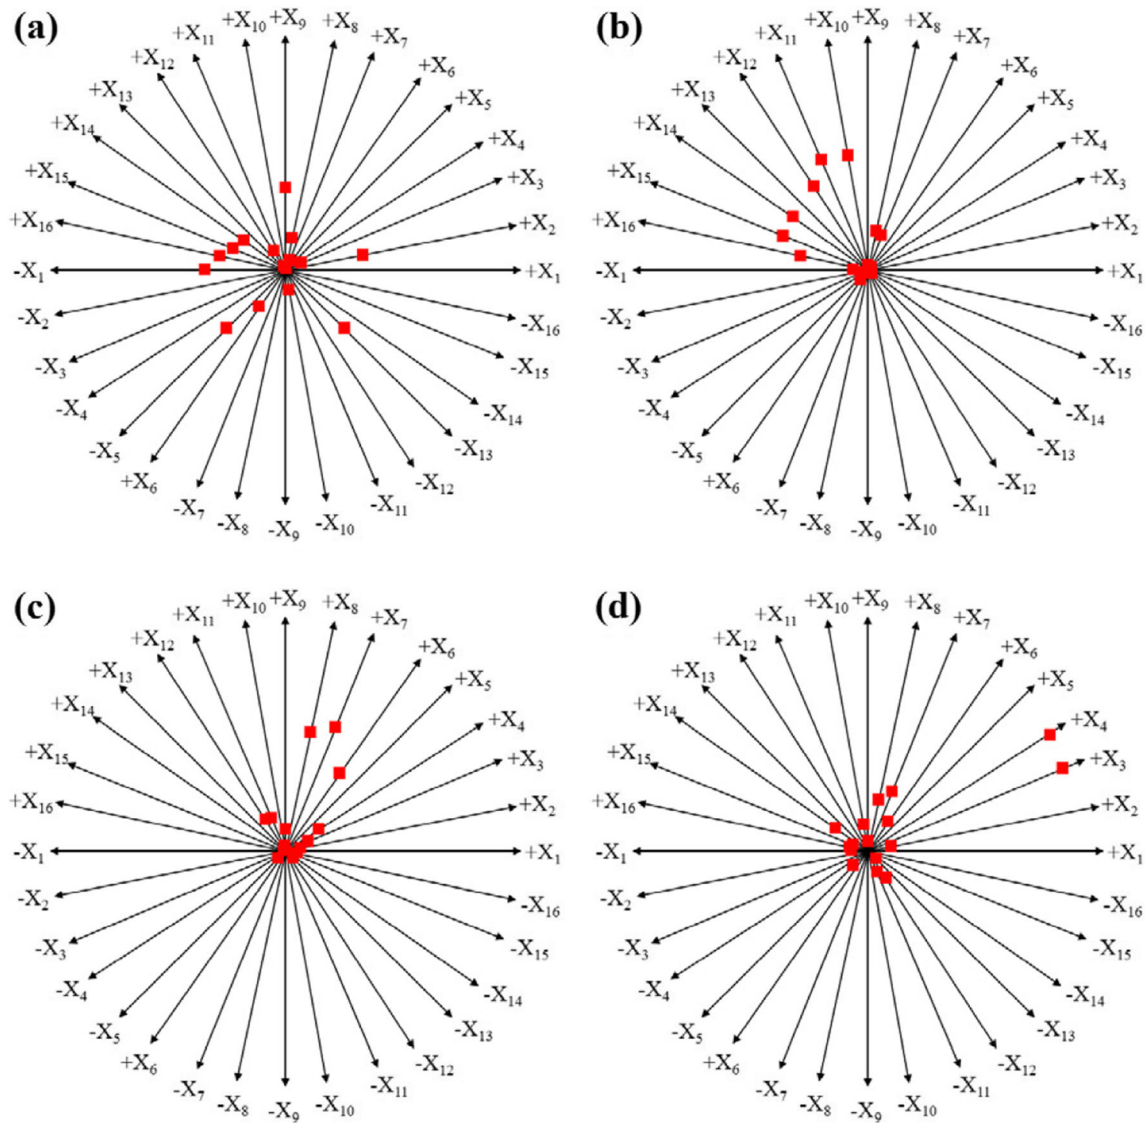 (a)
+X10 +X9 +X8
+X11 +X7
+X12 +X6
+X13 +X5
+X14 +X4
+X15 +X3
+X16 +X2
-X1 +X1
-X2 -X16
-X3 -X15
-X4 -X14
-X5 -X13
+X6 -X12
-X7 -X11
-X8 -X9 -X10
(b)
+X10 +X9 +X8
+X11 +X7
+X12 +X6
+X13 +X5
+X14 +X4
+X15 +X3
+X16 +X2
-X1 +X1
-X2 -X16
-X3 -X15
-X4 -X14
-X5 -X13
+X6 -X12
-X7 -X11
-X8 -X9 -X10
(c)
+X10 +X9 +X8
+X11 +X7
+X12 +X6
+X13 +X5
+X14 +X4
+X15 +X3
+X16 +X2
-X1 +X1
-X2 -X16
-X3 -X15
-X4 -X14
-X5 -X13
+X6 -X12
-X7 -X11
-X8 -X9 -X10
(d)
+X10 +X9 +X8
+X11 +X7
+X12 +X6
+X13 +X5
+X14 +X4
+X15 +X3
+X16 +X2
-X1 +X1
-X2 -X16
-X3 -X15
-X4 -X14
-X5 -X13
+X6 -X12
-X7 -X11
-X8 -X9 -X10